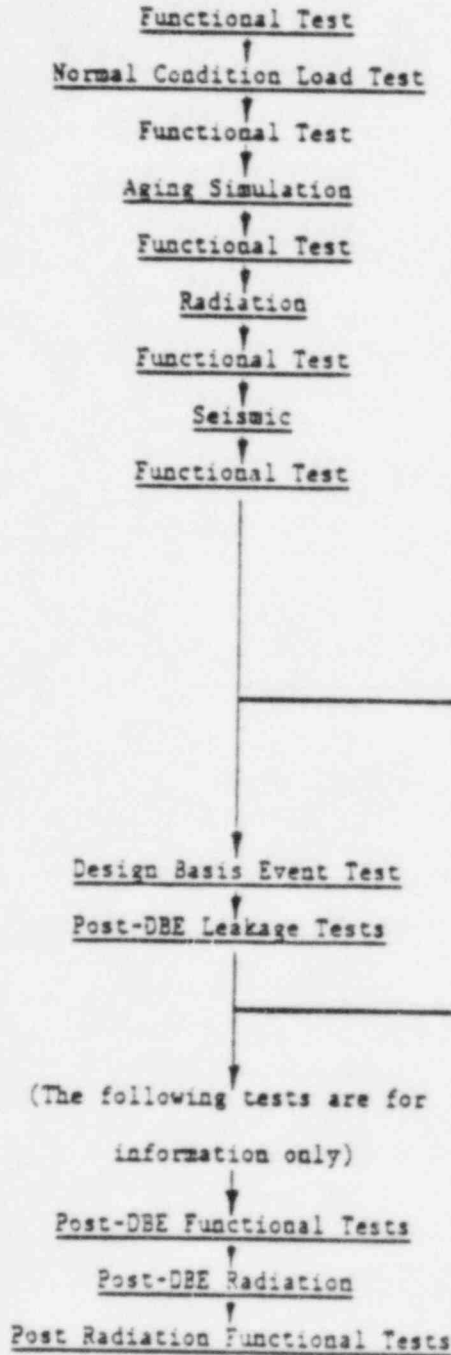 Functional Test
Normal Condition Load Test
Functional Test
Aging Simulation
Functional Test
Radiation
Functional Test
Seismic
Functional Test
Design Basis Event Test
Post-DBE Leakage Tests
(The following tests are for
information only)
Post-DBE Functional Tests
Post-DBE Radiation
Post Radiation Functional Tests